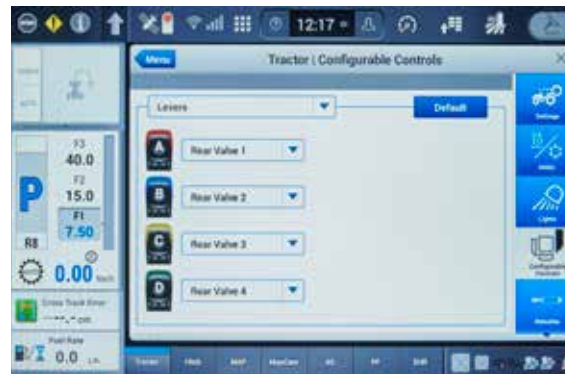 12:17
Menu
Tractor | Configurable Controls
Levers
Default
A
Rear Valve 1
B
Rear Valve 2
C
Rear Valve 3
D
Rear Valve 4
F3
40.0
F2
15.0
F1
7.50
P
R8
0.00
Cross Track Error
--.- cm
Fuel Rate
0.0
Settings
Lights
Configurable
Controls
Tractor